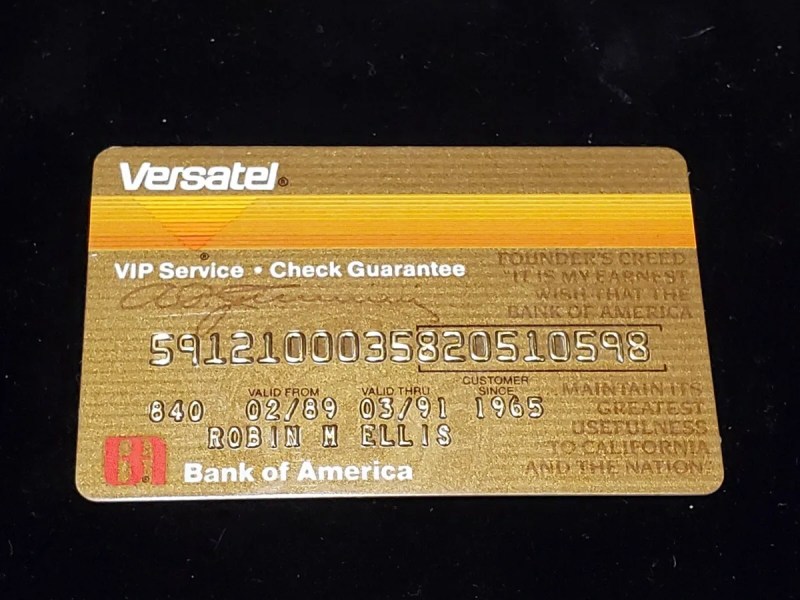 Versatel®
®
VIP Service • Check Guarantee
FOUNDER'S CREED
"IT IS MY EARNEST
WISH THAT THE
BANK OF AMERICA
5912100035820510598
VALID FROM VALID THRU CUSTOMER SINCE
840 02/89 03/91 1965
ROBIN M ELLIS
...MAINTAIN ITS
GREATEST
USEFULNESS
TO CALIFORNIA
AND THE NATION"
BA®
Bank of America